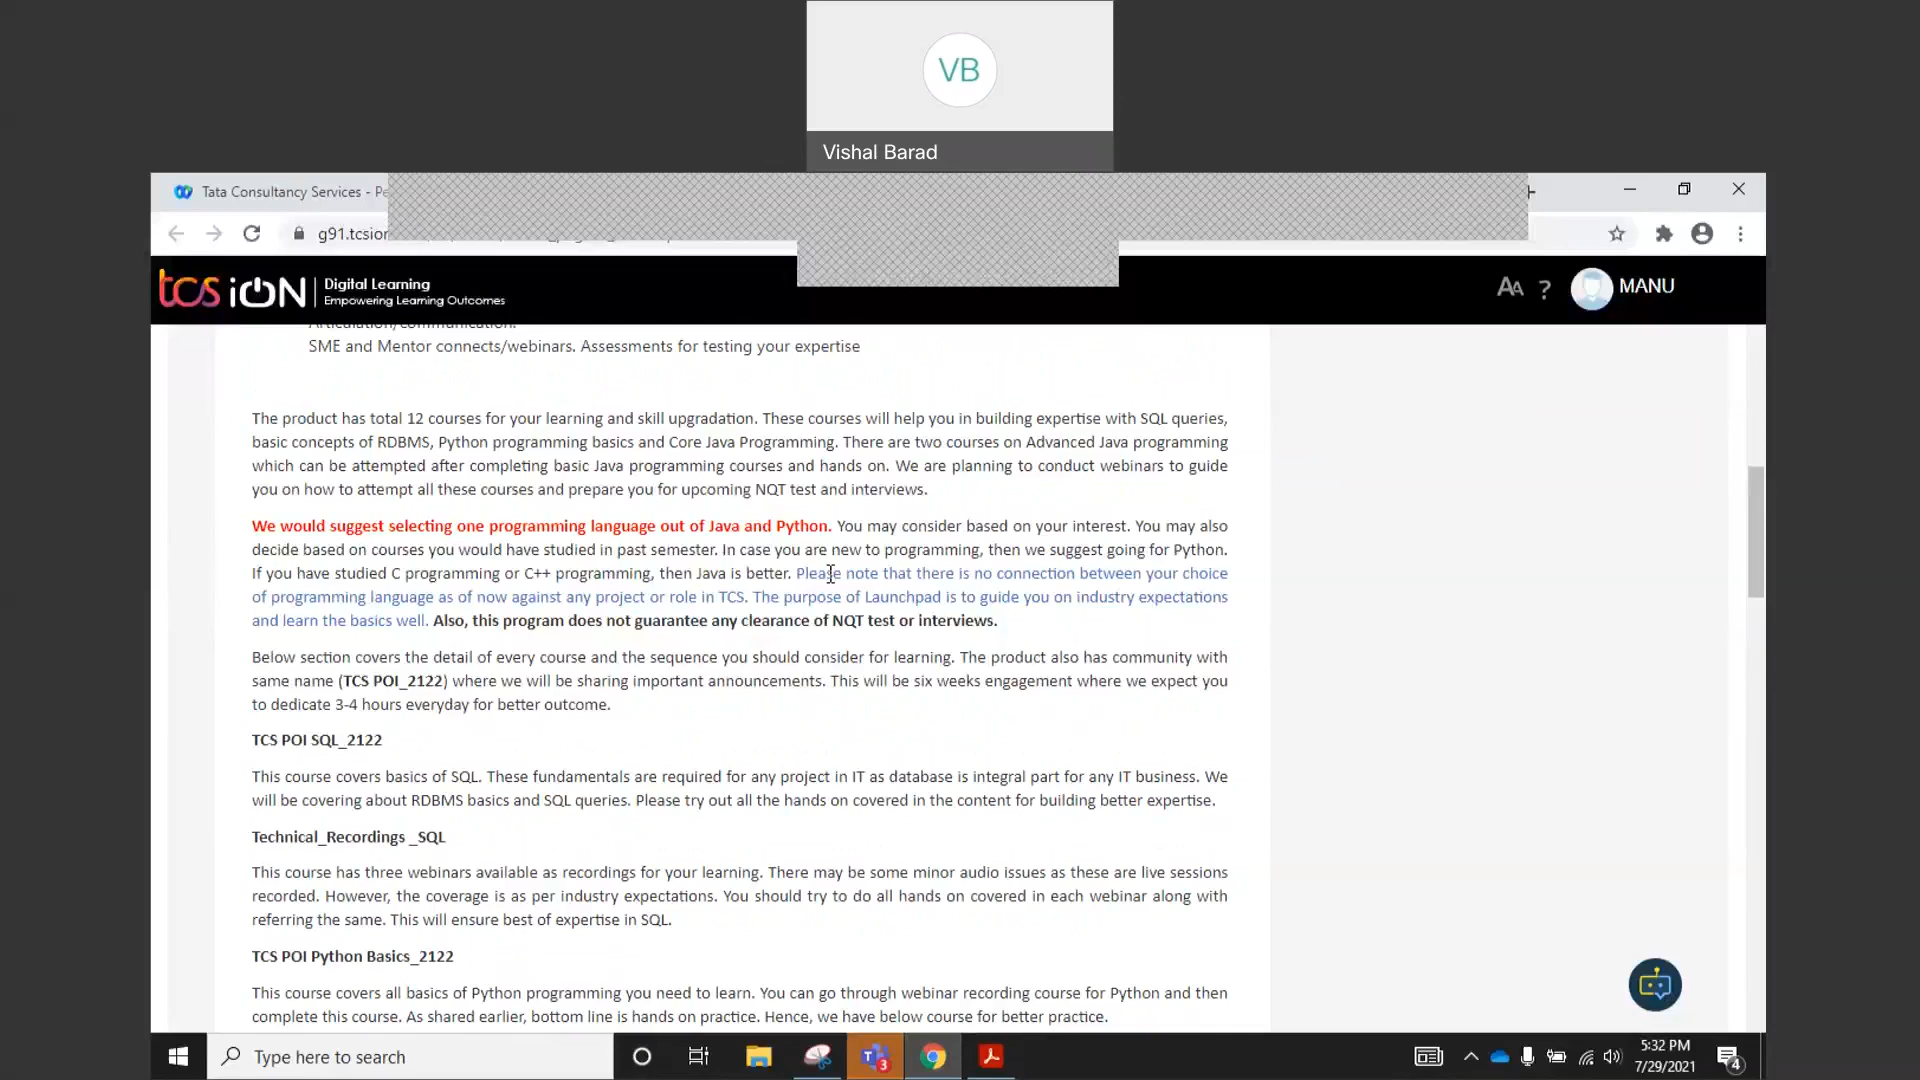 VB
Vishal Barad
Tata Consultancy Services - Pe
g91.tcsion
tcs iON
Digital Learning
Empowering Learning Outcomes
AA ? MANU
Articulation/communication.
SME and Mentor connects/webinars. Assessments for testing your expertise
The product has total 12 courses for your learning and skill upgradation. These courses will help you in building expertise with SQL queries,
basic concepts of RDBMS, Python programming basics and Core Java Programming. There are two courses on Advanced Java programming
which can be attempted after completing basic Java programming courses and hands on. We are planning to conduct webinars to guide
you on how to attempt all these courses and prepare you for upcoming NQT test and interviews.
We would suggest selecting one programming language out of Java and Python. You may consider based on your interest. You may also
decide based on courses you would have studied in past semester. In case you are new to programming, then we suggest going for Python.
If you have studied C programming or C++ programming, then Java is better. Please note that there is no connection between your choice
of programming language as of now against any project or role in TCS. The purpose of Launchpad is to guide you on industry expectations
and learn the basics well. Also, this program does not guarantee any clearance of NQT test or interviews.
Below section covers the detail of every course and the sequence you should consider for learning. The product also has community with
same name (TCS POI_2122) where we will be sharing important announcements. This will be six weeks engagement where we expect you
to dedicate 3-4 hours everyday for better outcome.
TCS POI SQL_2122
This course covers basics of SQL. These fundamentals are required for any project in IT as database is integral part for any IT business. We
will be covering about RDBMS basics and SQL queries. Please try out all the hands on covered in the content for building better expertise.
Technical_Recordings _SQL
This course has three webinars available as recordings for your learning. There may be some minor audio issues as these are live sessions
recorded. However, the coverage is as per industry expectations. You should try to do all hands on covered in each webinar along with
referring the same. This will ensure best of expertise in SQL.
TCS POI Python Basics_2122
This course covers all basics of Python programming you need to learn. You can go through webinar recording course for Python and then
complete this course. As shared earlier, bottom line is hands on practice. Hence, we have below course for better practice.
Type here to search
3
5:32 PM
7/29/2021
4